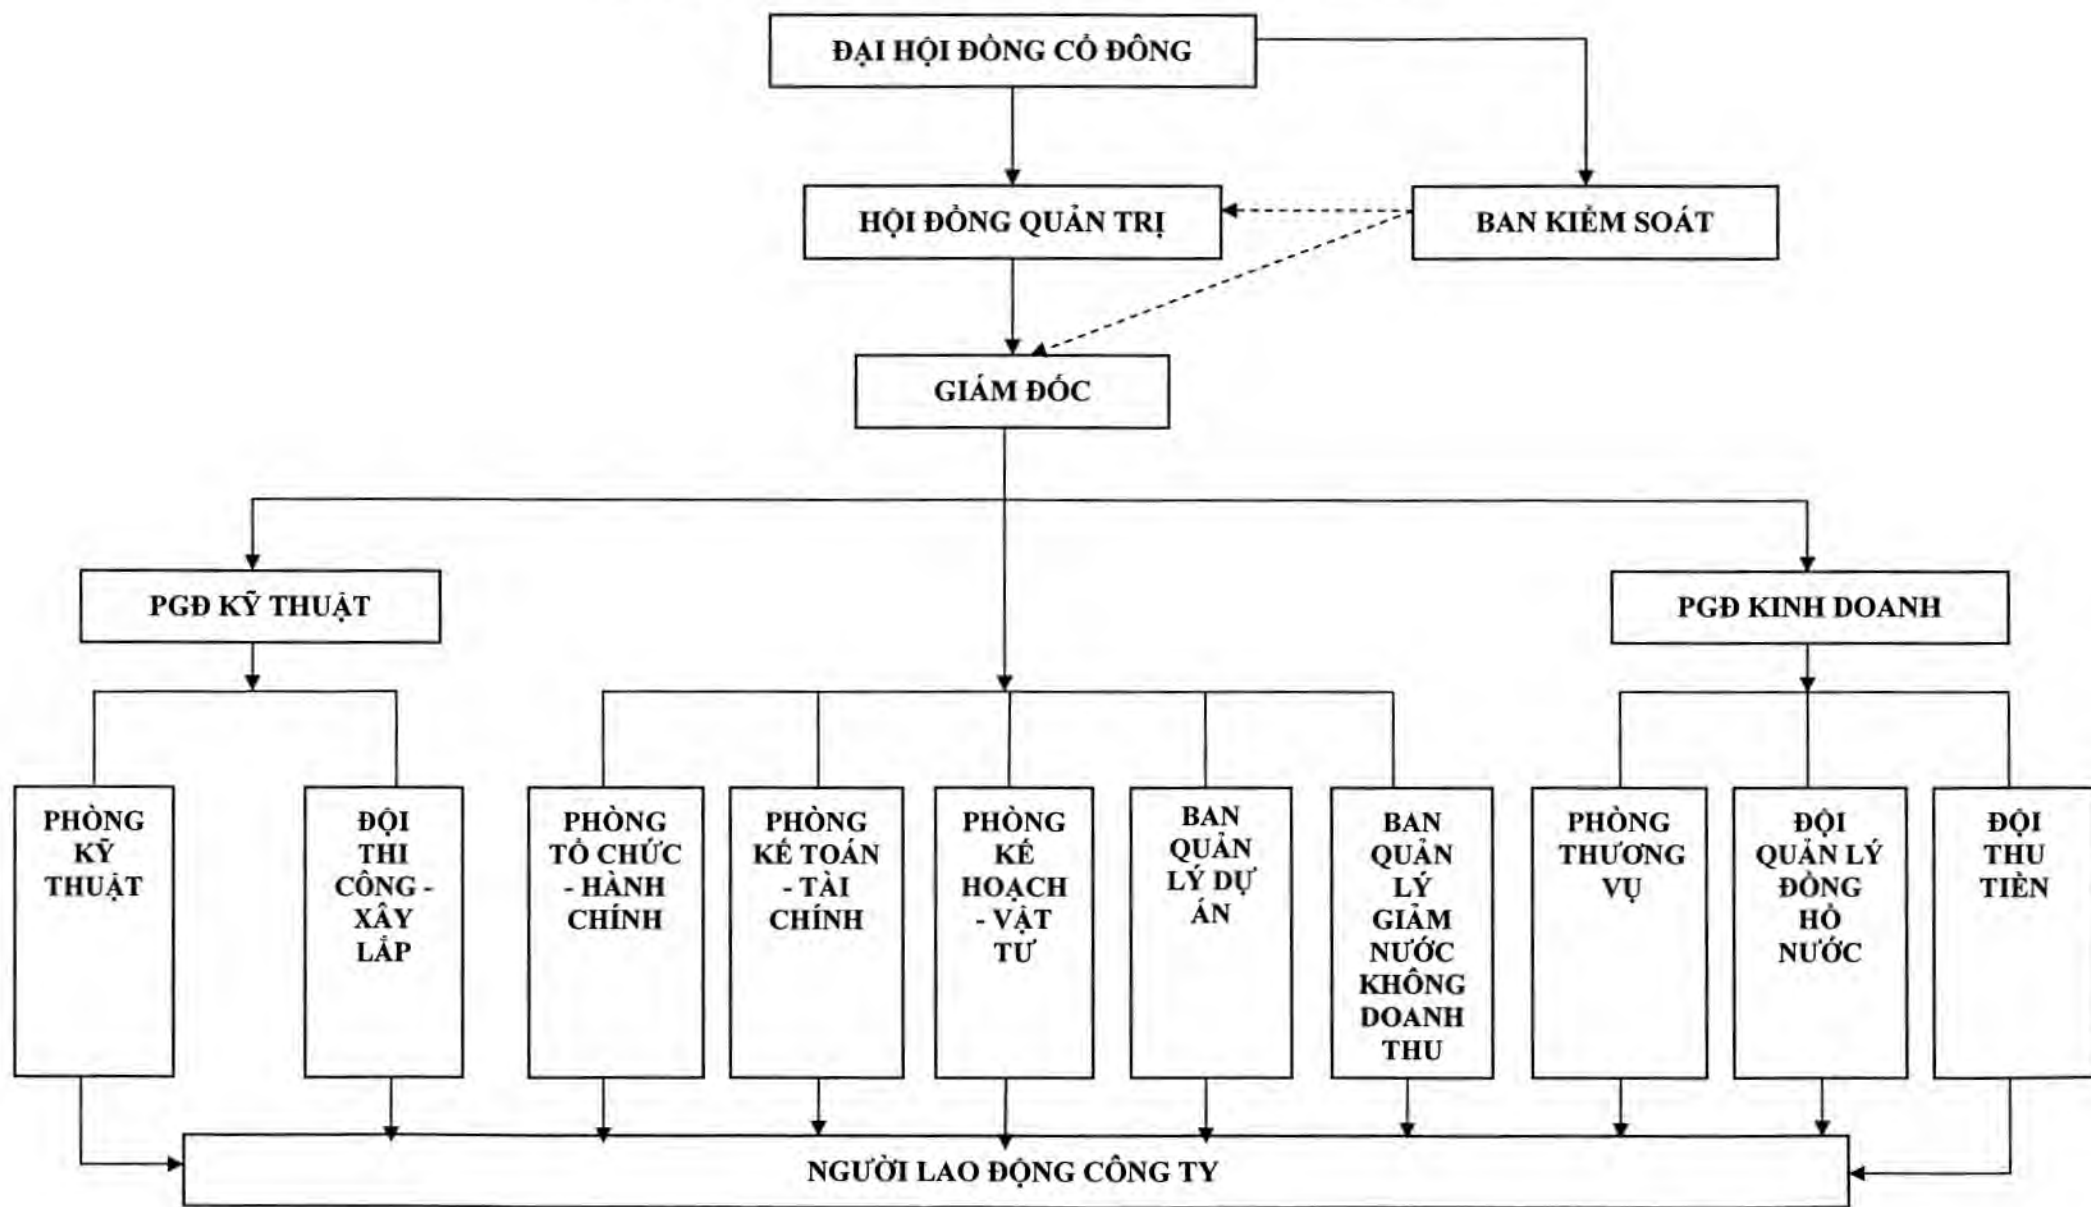 ĐẠI HỘI ĐỒNG CỔ ĐÔNG
HỘI ĐỒNG QUẢN TRỊ
BAN KIỂM SOÁT
GIÁM ĐỐC
PGĐ KỸ THUẬT
PGĐ KINH DOANH
PHÒNG
KỸ
THUẬT
ĐỘI
THI
CÔNG -
XÂY
LẮP
PHÒNG
TỔ CHỨC
- HÀNH
CHÍNH
PHÒNG
KẾ TOÁN
- TÀI
CHÍNH
PHÒNG
KẾ
HOẠCH
- VẬT
TƯ
BAN
QUẢN
LÝ DỰ
ÁN
BAN
QUẢN
LÝ
GIẢM
NƯỚC
KHÔNG
DOANH
THU
PHÒNG
THƯƠNG
VỤ
ĐỘI
QUẢN LÝ
ĐỒNG
HỒ
NƯỚC
ĐỘI
THU
TIỀN
NGƯỜI LAO ĐỘNG CÔNG TY